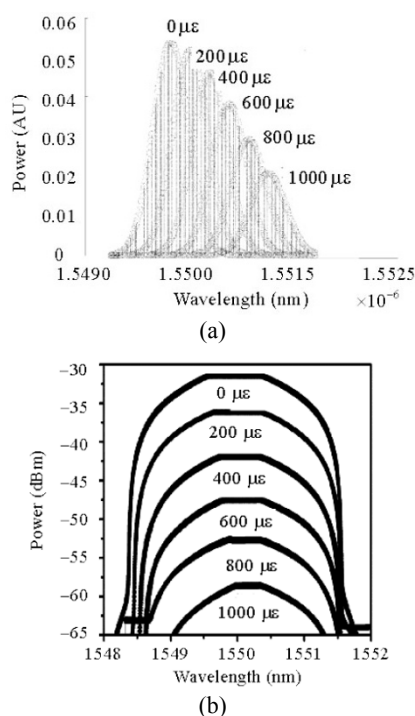 0.06
0.05
0.04
0.03
0.02
0.01
0
Power (AU)
0 με
200 με
400 με
600 με
800 με
1000 με
1.5490 1.5500 1.5515 1.5525
Wavelength (nm) ×10⁻⁶
(a)
−30
−35
−40
−45
−50
−55
−60
−65
Power (dBm)
0 με
200 με
400 με
600 με
800 με
1000 με
1548 1549 1550 1551 1552
Wavelength (nm)
(b)